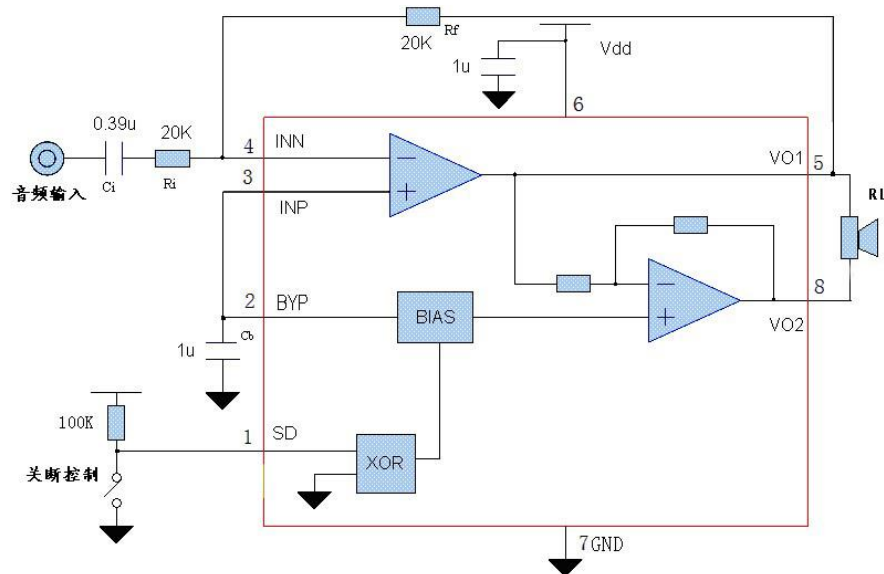 20K
Rf
Vdd
1u
6
0.39u
20K
4
INN
VO1
5
Ci
Ri
3
音频输入
INP
RL
2
BYP
BIAS
8
VO2
1u
Cb
100K
1
SD
XOR
关断控制
7GND